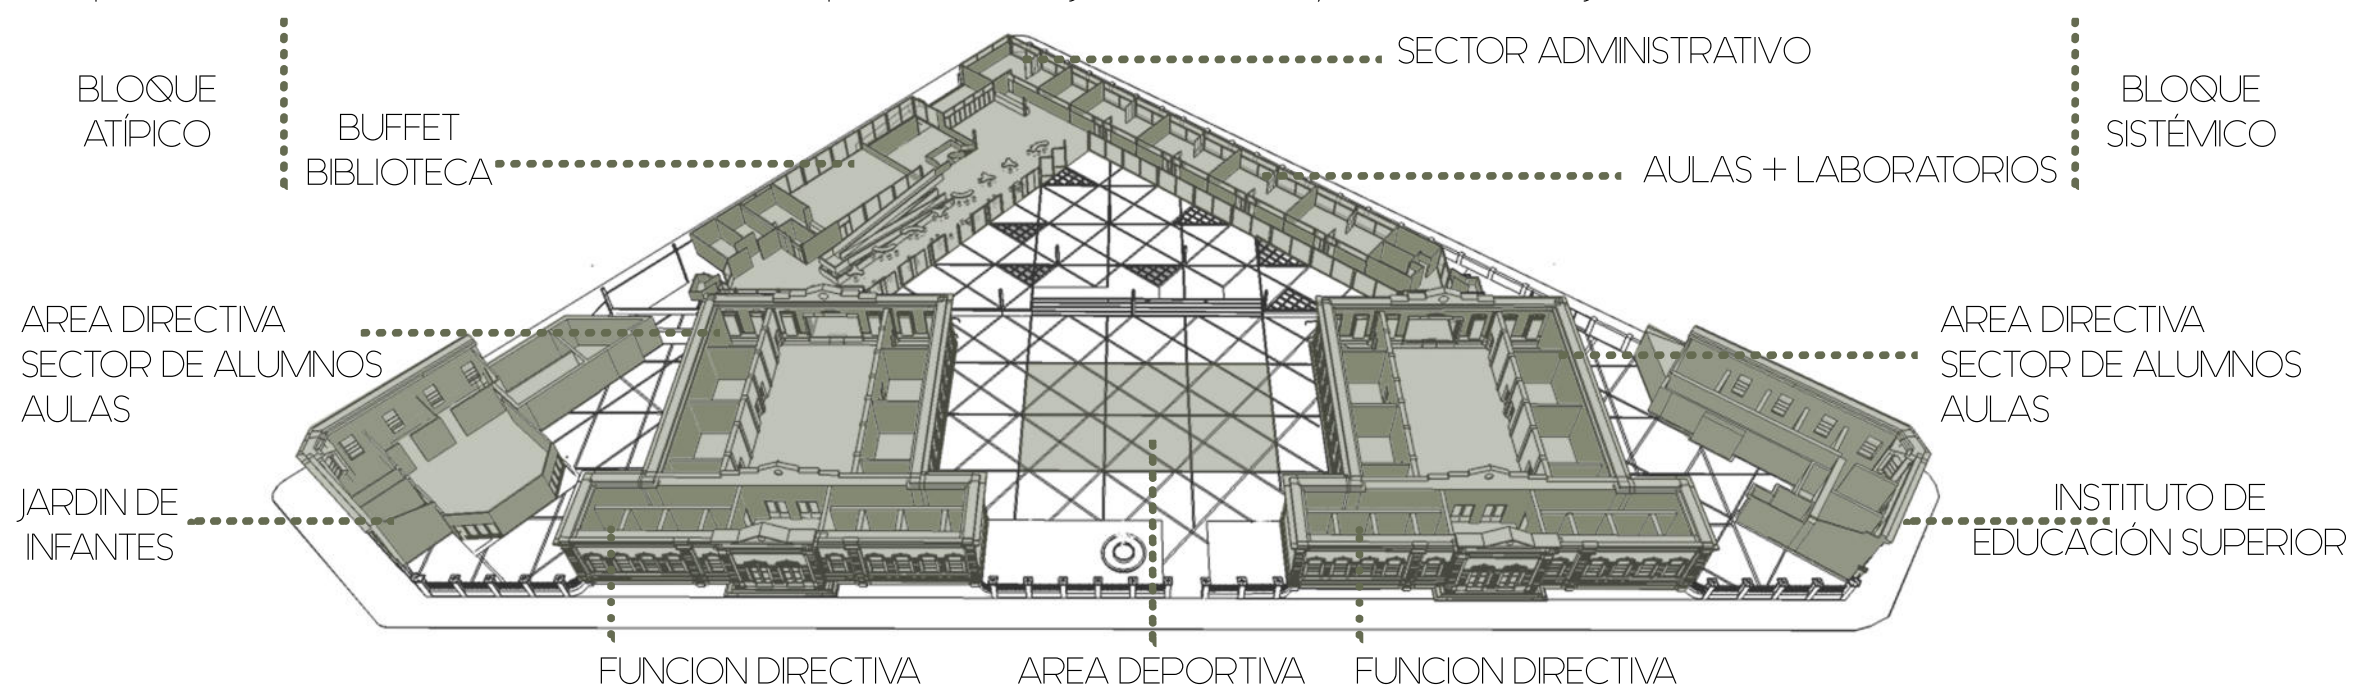 SECTOR ADMINISTRATIVO
BLOQUE
ATÍPICO
BUFFET
BIBLIOTECA
BLOQUE
SISTÉMICO
AULAS + LABORATORIOS
AREA DIRECTIVA
SECTOR DE ALUMNOS
AULAS
AREA DIRECTIVA
SECTOR DE ALUMNOS
AULAS
JARDIN DE
INFANTES
INSTITUTO DE
EDUCACIÓN SUPERIOR
FUNCION DIRECTIVA
AREA DEPORTIVA
FUNCION DIRECTIVA